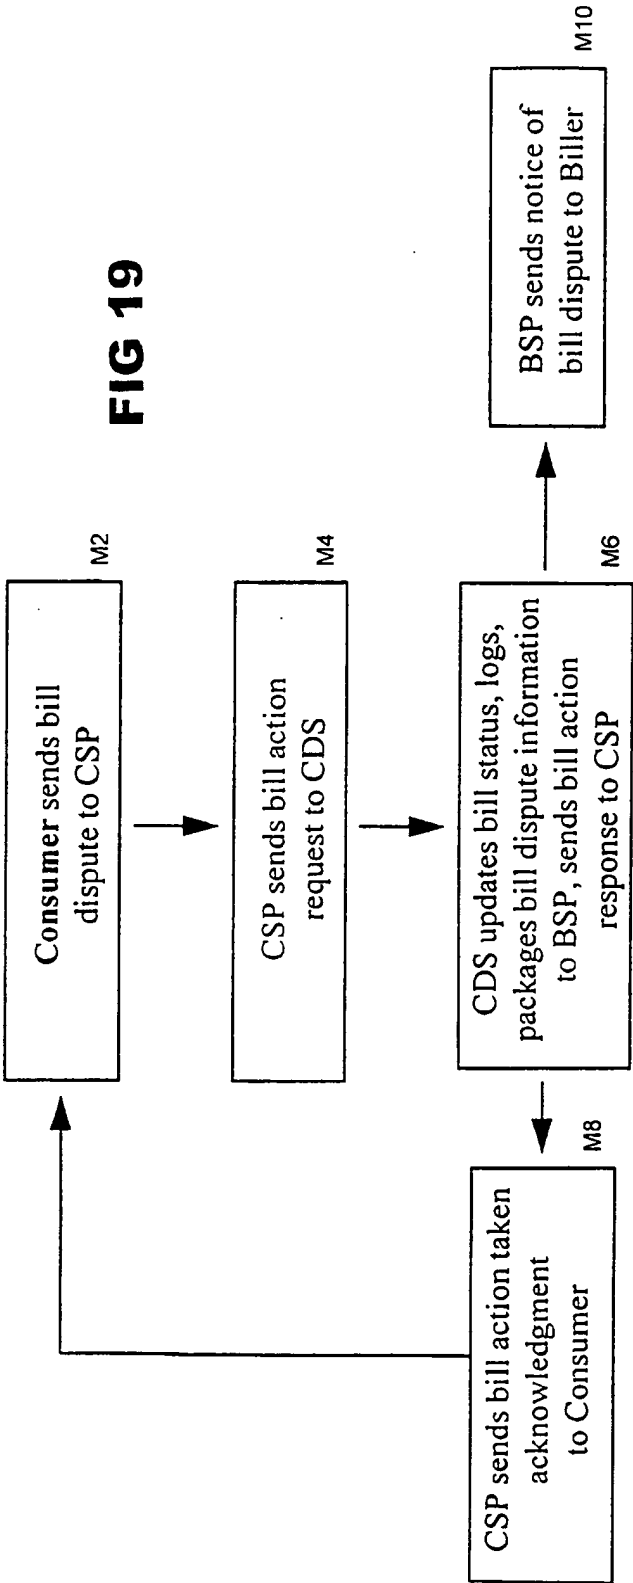 FIG 19
Consumer sends bill
dispute to CSP
M2
CSP sends bill action
request to CDS
M4
CDS updates bill status, logs,
packages bill dispute information
to BSP, sends bill action
response to CSP
M6
CSP sends bill action taken
acknowledgment
to Consumer
M8
BSP sends notice of
bill dispute to Biller
M10